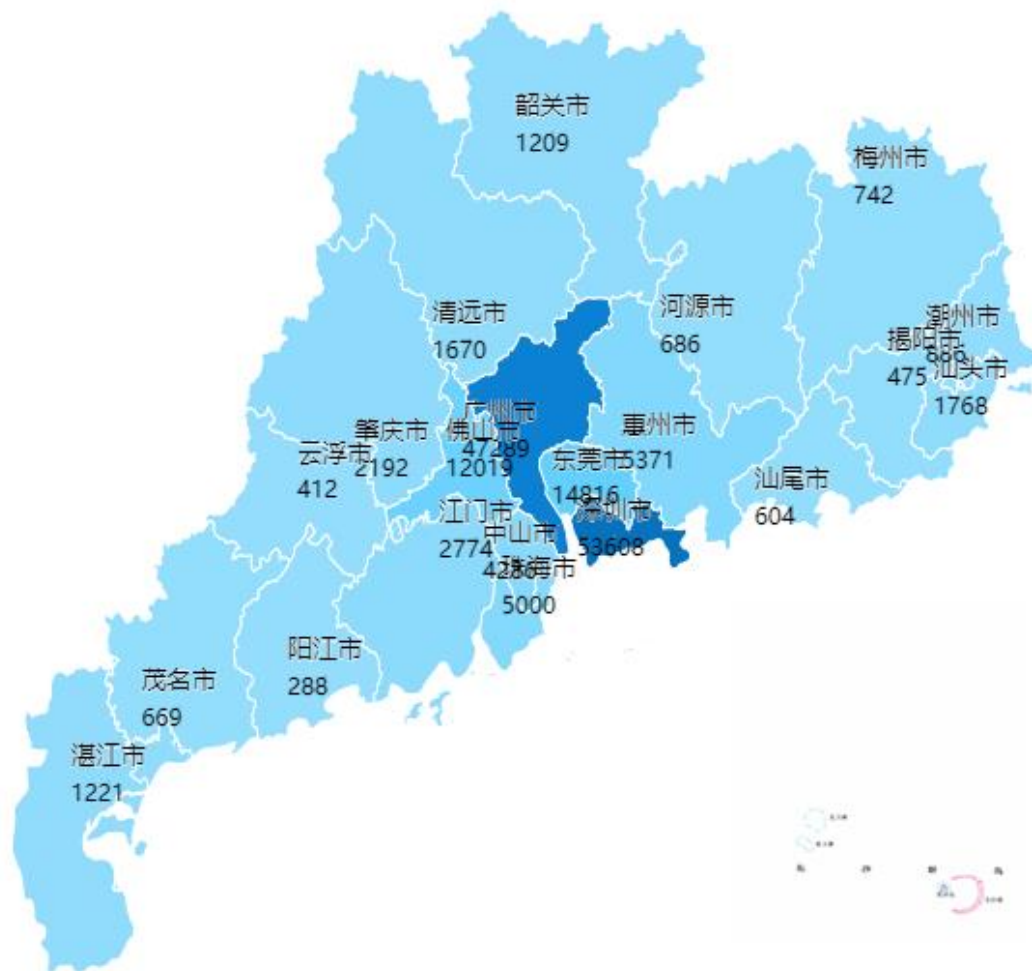 韶关市
1209
梅州市
742
清远市
1670
河源市
686
潮州市
886
揭阳市
475
汕头市
1768
广州市
47289
肇庆市
2192
佛山市
12019
惠州市
5371
云浮市
412
东莞市
14816
汕尾市
604
江门市
2774
深圳市
53608
中山市
珠海市
5000
阳江市
288
茂名市
669
湛江市
1221